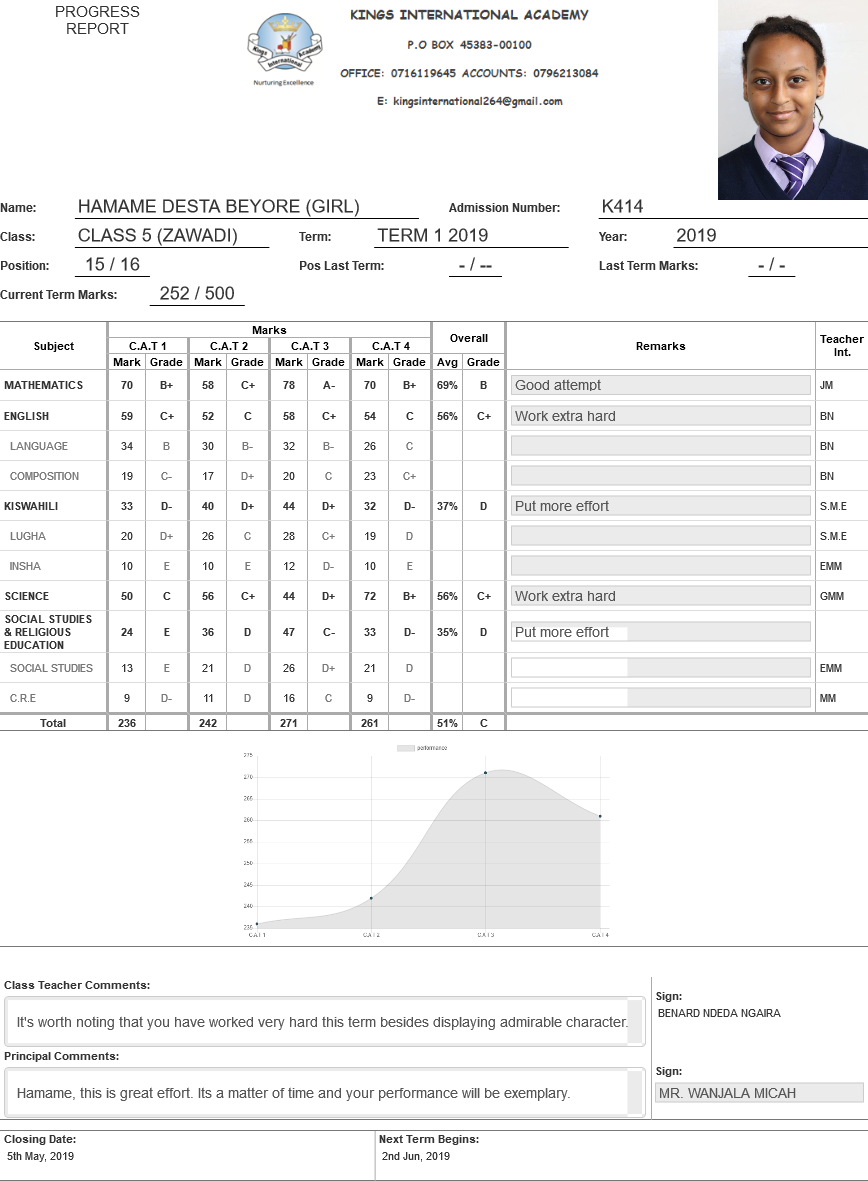 PROGRESS
REPORT
KINGS INTERNATIONAL ACADEMY
P.O BOX 45383-00100
OFFICE: 0716119645 ACCOUNTS: 0796213084
E: kingsinternational264@gmail.com
Kings International Academy
Nurturing Excellence
Name: HAMAME DESTA BEYORE (GIRL) Admission Number: K414
Class: CLASS 5 (ZAWADI) Term: TERM 1 2019 Year: 2019
Position: 15 / 16 Pos Last Term: - / -- Last Term Marks: - / -
Current Term Marks: 252 / 500
Subject Marks Overall Remarks Teacher Int.
C.A.T 1 C.A.T 2 C.A.T 3 C.A.T 4
Mark Grade Mark Grade Mark Grade Mark Grade Avg Grade
MATHEMATICS 70 B+ 58 C+ 78 A- 70 B+ 69% B Good attempt JM
ENGLISH 59 C+ 52 C 58 C+ 54 C 56% C+ Work extra hard BN
LANGUAGE 34 B 30 B- 32 B- 26 C BN
COMPOSITION 19 C- 17 D+ 20 C 23 C+ BN
KISWAHILI 33 D- 40 D+ 44 D+ 32 D- 37% D Put more effort S.M.E
LUGHA 20 D+ 26 C 28 C+ 19 D S.M.E
INSHA 10 E 10 E 12 D- 10 E EMM
SCIENCE 50 C 56 C+ 44 D+ 72 B+ 56% C+ Work extra hard GMM
SOCIAL STUDIES
& RELIGIOUS
EDUCATION 24 E 36 D 47 C- 33 D- 35% D Put more effort
SOCIAL STUDIES 13 E 21 D 26 D+ 21 D EMM
C.R.E 9 D- 11 D 16 C 9 D- MM
Total 236 242 271 261 51% C
performance
275
270
265
260
255
250
245
240
235
C.A.T 1 C.A.T 2 C.A.T 3 C.A.T 4
Class Teacher Comments:
It's worth noting that you have worked very hard this term besides displaying admirable character.
Sign:
BENARD NDEDA NGAIRA
Principal Comments:
Hamame, this is great effort. Its a matter of time and your performance will be exemplary.
Sign:
MR. WANJALA MICAH
Closing Date: Next Term Begins:
5th May, 2019 2nd Jun, 2019